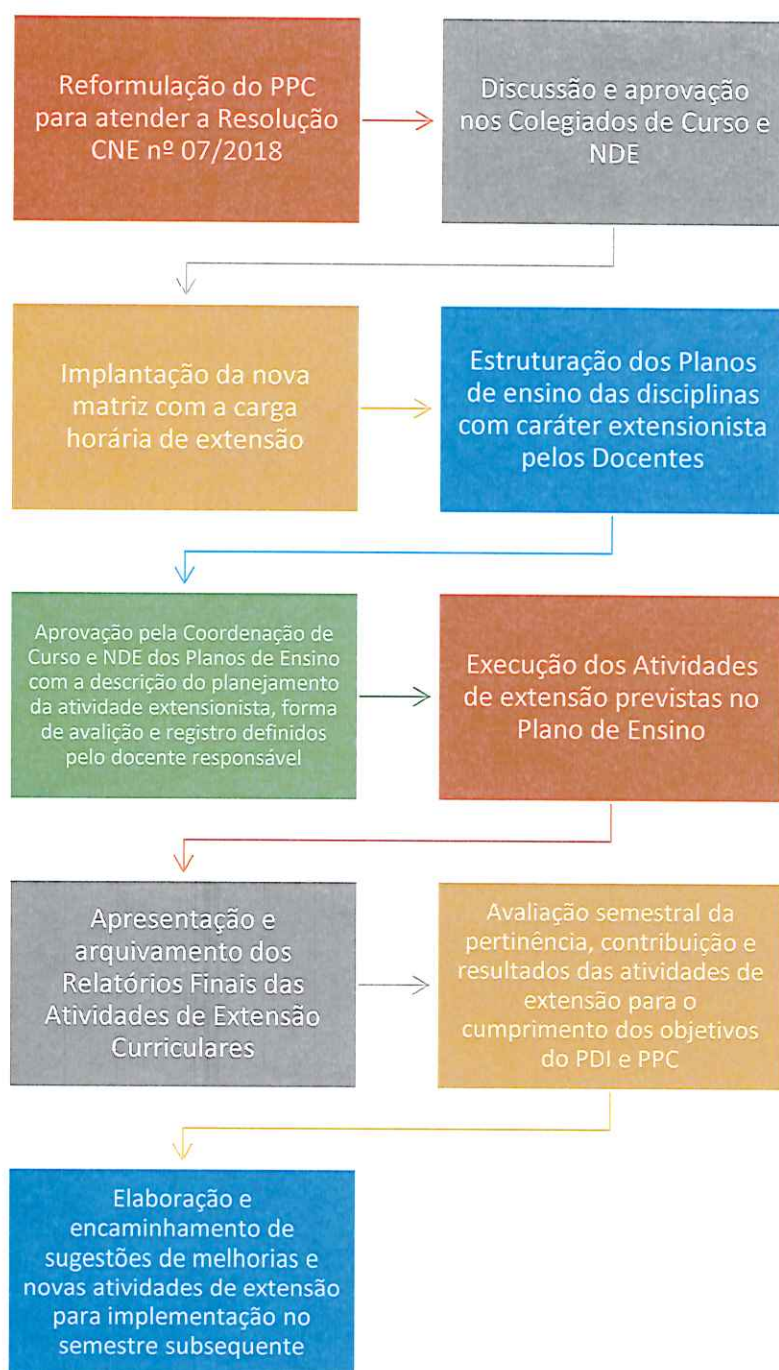 Reformulação do PPC
para atender a Resolução
CNE nº 07/2018
Discussão e aprovação
nos Colegiados de Curso e
NDE
Implantação da nova
matriz com a carga
horária de extensão
Estruturação dos Planos
de ensino das disciplinas
com caráter extensionista
pelos Docentes
Aprovação pela Coordenação de
Curso e NDE dos Planos de Ensino
com a descrição do planejamento
da atividade extensionista, forma
de avalição e registro definidos
pelo docente responsável
Execução dos Atividades
de extensão previstas no
Plano de Ensino
Apresentação e
arquivamento dos
Relatórios Finais das
Atividades de Extensão
Curriculares
Avaliação semestral da
pertinência, contribuição e
resultados das atividades de
extensão para o
cumprimento dos objetivos
do PDI e PPC
Elaboração e
encaminhamento de
sugestões de melhorias e
novas atividades de extensão
para implementação no
semestre subsequente